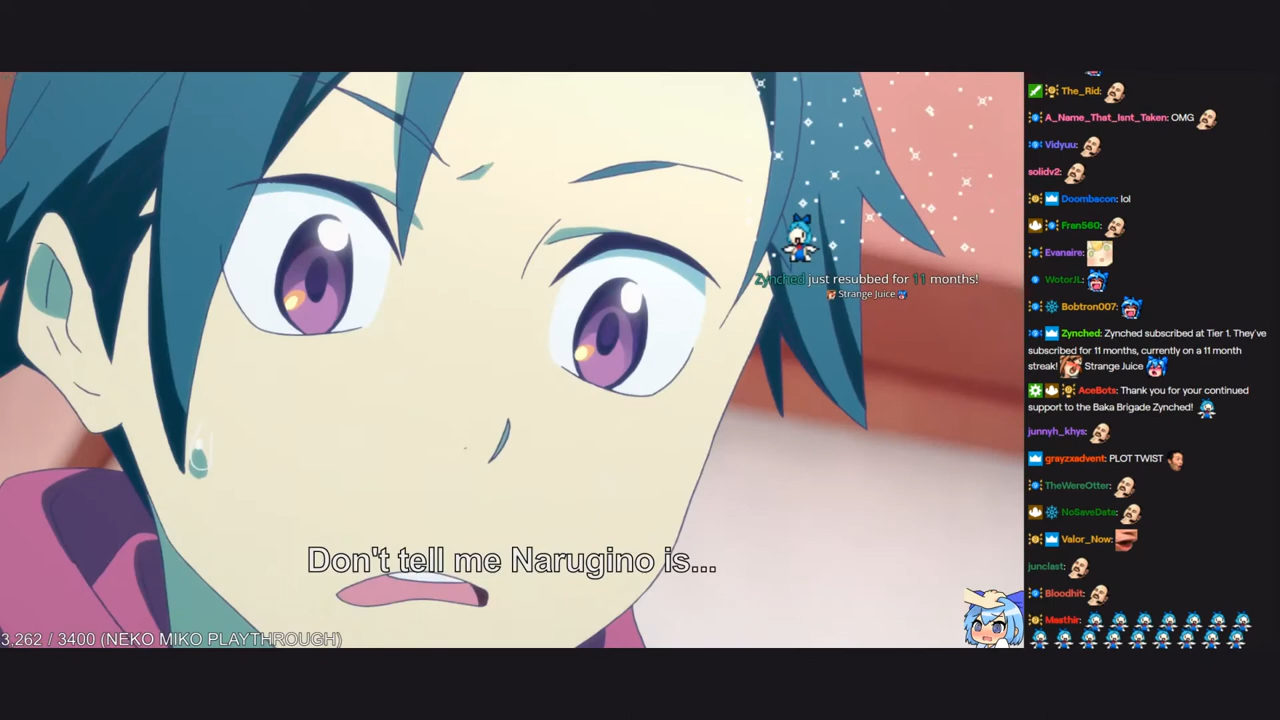 Zynched just resubbed for 11 months!
Strange Juice
Don't tell me Narugino is...
3,262 / 3400 (NEKO MIKO PLAYTHROUGH)
The_Rid:
A_Name_That_Isnt_Taken: OMG
Vidyuu:
solidv2:
Doombacon: lol
Fran560:
Evanaire:
WotorJL:
Bobtron007:
Zynched: Zynched subscribed at Tier 1. They've
subscribed for 11 months, currently on a 11 month
streak! Strange Juice
AceBots: Thank you for your continued
support to the Baka Brigade Zynched!
junnyh_khys:
grayzxadvent: PLOT TWIST
TheWereOtter:
NoSaveData:
Valor_Now:
junclast:
Bloodhit:
Masthir: